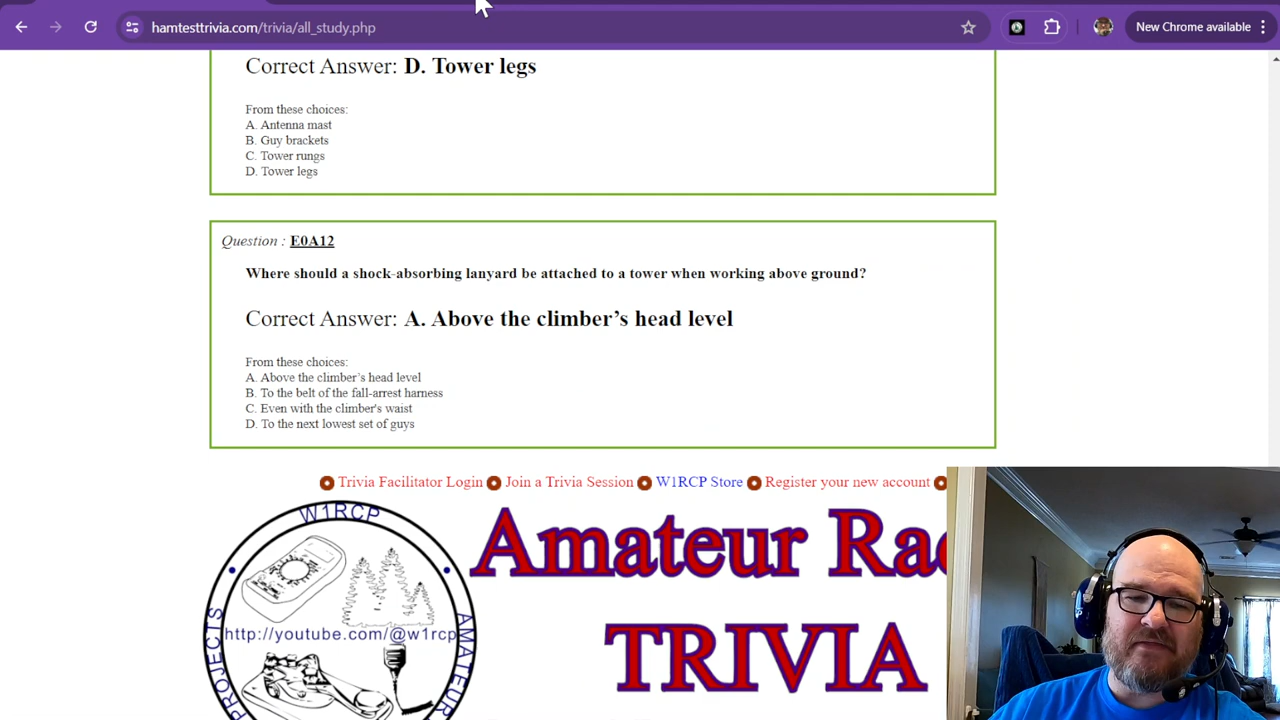 hamtesttrivia.com/trivia/all_study.php
New Chrome available
Correct Answer: D. Tower legs
From these choices:
A. Antenna mast
B. Guy brackets
C. Tower rungs
D. Tower legs
Question : E0A12
Where should a shock-absorbing lanyard be attached to a tower when working above ground?
Correct Answer: A. Above the climber’s head level
From these choices:
A. Above the climber’s head level
B. To the belt of the fall-arrest harness
C. Even with the climber's waist
D. To the next lowest set of guys
Trivia Facilitator Login Join a Trivia Session W1RCP Store Register your new account
W1RCP
http://youtube.com/@w1rcp
PROJECTS
AMATEUR
Amateur Ra
TRIVIA